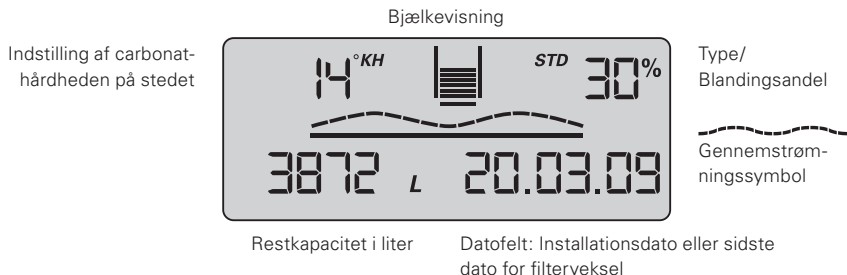 Bjælkevisning
Indstilling af carbonat-
hårdheden på stedet
14 °KH
STD 30%
Type/
Blandingsandel
Gennemstrøm-
ningssymbol
3872 L 20.03.09
Restkapacitet i liter
Datofelt: Installationsdato eller sidste
dato for filterveksel